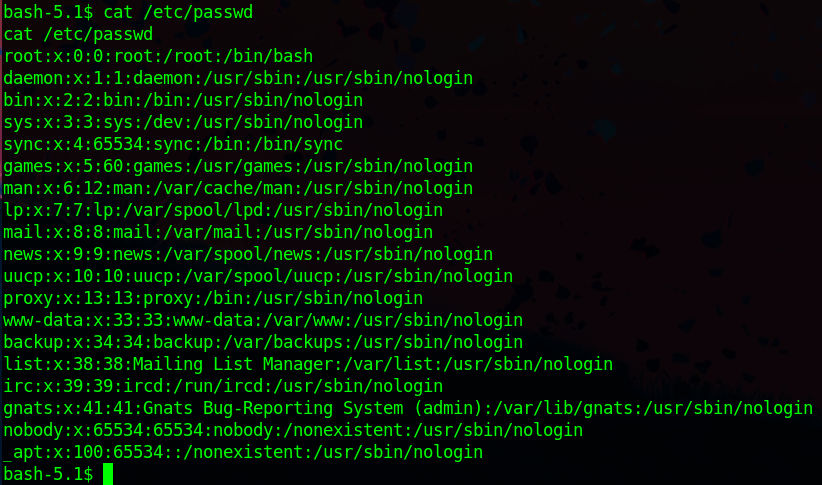 bash-5.1$ cat /etc/passwd
cat /etc/passwd
root:x:0:0:root:/root:/bin/bash
daemon:x:1:1:daemon:/usr/sbin:/usr/sbin/nologin
bin:x:2:2:bin:/bin:/usr/sbin/nologin
sys:x:3:3:sys:/dev:/usr/sbin/nologin
sync:x:4:65534:sync:/bin:/bin/sync
games:x:5:60:games:/usr/games:/usr/sbin/nologin
man:x:6:12:man:/var/cache/man:/usr/sbin/nologin
lp:x:7:7:lp:/var/spool/lpd:/usr/sbin/nologin
mail:x:8:8:mail:/var/mail:/usr/sbin/nologin
news:x:9:9:news:/var/spool/news:/usr/sbin/nologin
uucp:x:10:10:uucp:/var/spool/uucp:/usr/sbin/nologin
proxy:x:13:13:proxy:/bin:/usr/sbin/nologin
www-data:x:33:33:www-data:/var/www:/usr/sbin/nologin
backup:x:34:34:backup:/var/backups:/usr/sbin/nologin
list:x:38:38:Mailing List Manager:/var/list:/usr/sbin/nologin
irc:x:39:39:ircd:/run/ircd:/usr/sbin/nologin
gnats:x:41:41:Gnats Bug-Reporting System (admin):/var/lib/gnats:/usr/sbin/nologin
nobody:x:65534:65534:nobody:/nonexistent:/usr/sbin/nologin
_apt:x:100:65534::/nonexistent:/usr/sbin/nologin
bash-5.1$